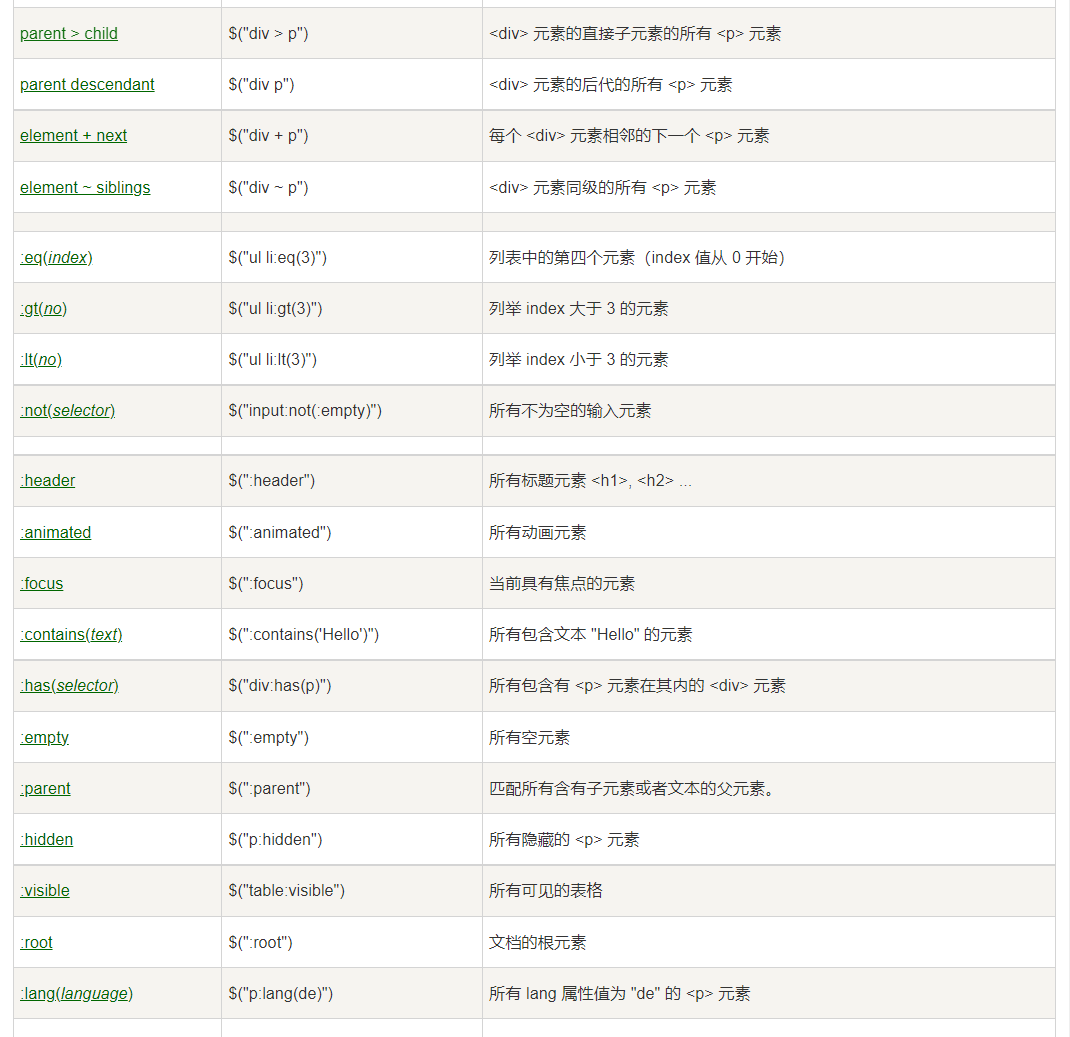 parent > child $("div > p") <div> 元素的直接子元素的所有 <p> 元素
parent descendant $("div p") <div> 元素的后代的所有 <p> 元素
element + next $("div + p") 每个 <div> 元素相邻的下一个 <p> 元素
element ~ siblings $("div ~ p") <div> 元素同级的所有 <p> 元素
:eq(index) $("ul li:eq(3)") 列表中的第四个元素（index 值从 0 开始）
:gt(no) $("ul li:gt(3)") 列举 index 大于 3 的元素
:lt(no) $("ul li:lt(3)") 列举 index 小于 3 的元素
:not(selector) $("input:not(:empty)") 所有不为空的输入元素
:header $(":header") 所有标题元素 <h1>, <h2> ...
:animated $(":animated") 所有动画元素
:focus $(":focus") 当前具有焦点的元素
:contains(text) $(":contains('Hello')") 所有包含文本 "Hello" 的元素
:has(selector) $("div:has(p)") 所有包含有 <p> 元素在其内的 <div> 元素
:empty $(":empty") 所有空元素
:parent $(":parent") 匹配所有含有子元素或者文本的父元素。
:hidden $("p:hidden") 所有隐藏的 <p> 元素
:visible $("table:visible") 所有可见的表格
:root $(":root") 文档的根元素
:lang(language) $("p:lang(de)") 所有 lang 属性值为 "de" 的 <p> 元素